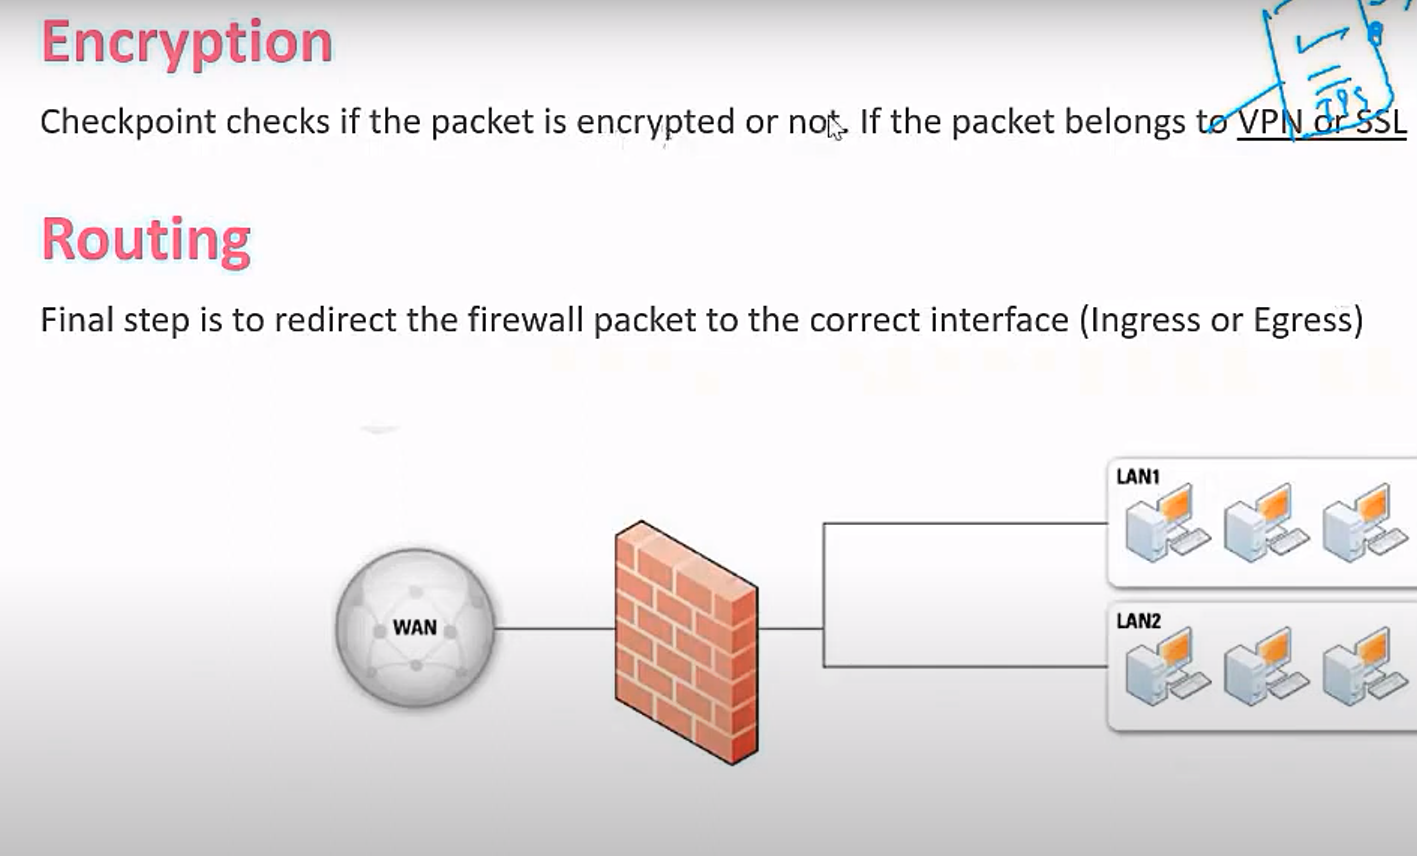 Encryption
Checkpoint checks if the packet is encrypted or not. If the packet belongs to VPN or SSL
IPS
Routing
Final step is to redirect the firewall packet to the correct interface (Ingress or Egress)
LAN1
WAN
LAN2